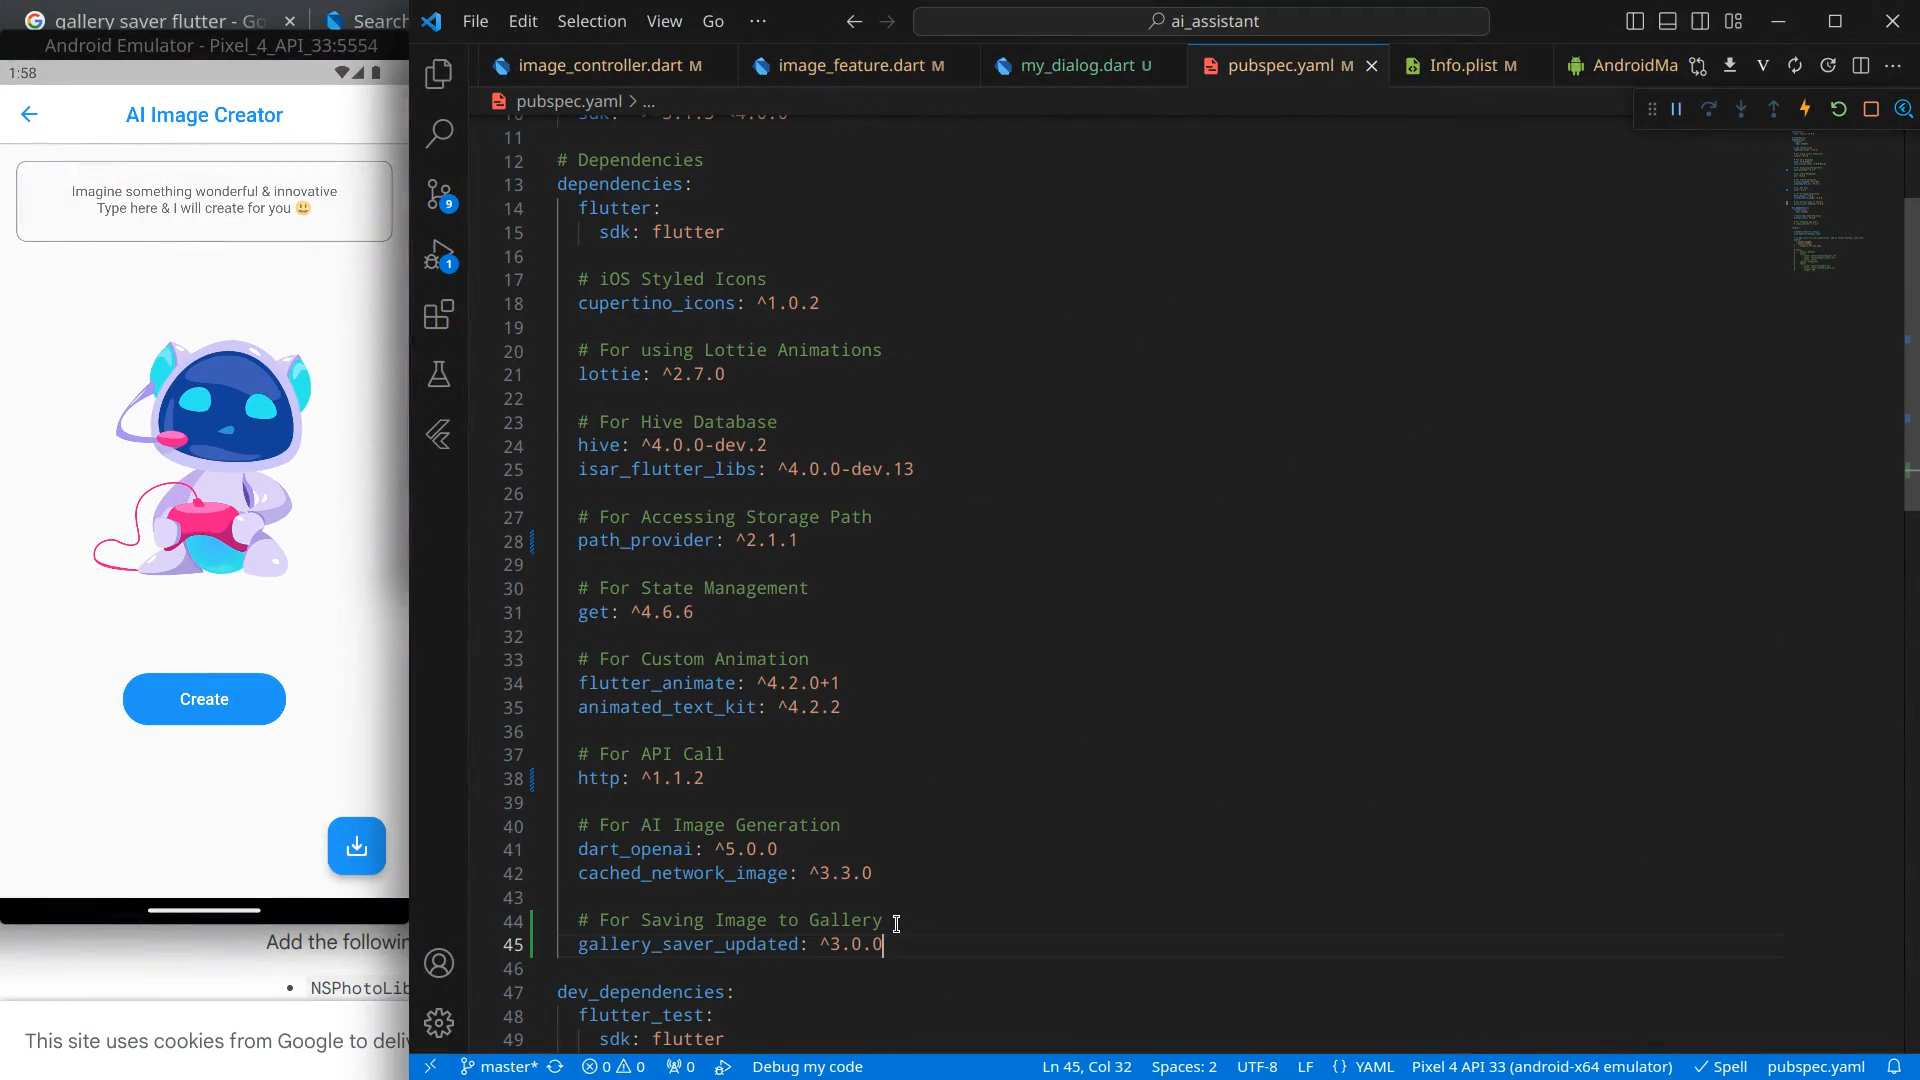 gallery saver flutter - Go
Search
Android Emulator - Pixel_4_API_33:5554
1:58
AI Image Creator
Imagine something wonderful & innovative
Type here & I will create for you 😃
Create
Add the followin
NSPhotoLib
This site uses cookies from Google to deli
File Edit Selection View Go ...
ai_assistant
image_controller.dart M
image_feature.dart M
my_dialog.dart U
pubspec.yaml M
Info.plist M
AndroidMa
pubspec.yaml > ...
11
12 # Dependencies
13 dependencies:
14 flutter:
15 sdk: flutter
16
17 # iOS Styled Icons
18 cupertino_icons: ^1.0.2
19
20 # For using Lottie Animations
21 lottie: ^2.7.0
22
23 # For Hive Database
24 hive: ^4.0.0-dev.2
25 isar_flutter_libs: ^4.0.0-dev.13
26
27 # For Accessing Storage Path
28 path_provider: ^2.1.1
29
30 # For State Management
31 get: ^4.6.6
32
33 # For Custom Animation
34 flutter_animate: ^4.2.0+1
35 animated_text_kit: ^4.2.2
36
37 # For API Call
38 http: ^1.1.2
39
40 # For AI Image Generation
41 dart_openai: ^5.0.0
42 cached_network_image: ^3.3.0
43
44 # For Saving Image to Gallery
45 gallery_saver_updated: ^3.0.0
46
47 dev_dependencies:
48 flutter_test:
49 sdk: flutter
9
1
master* 0 0 0 Debug my code Ln 45, Col 32 Spaces: 2 UTF-8 LF {} YAML Pixel 4 API 33 (android-x64 emulator) Spell pubspec.yaml